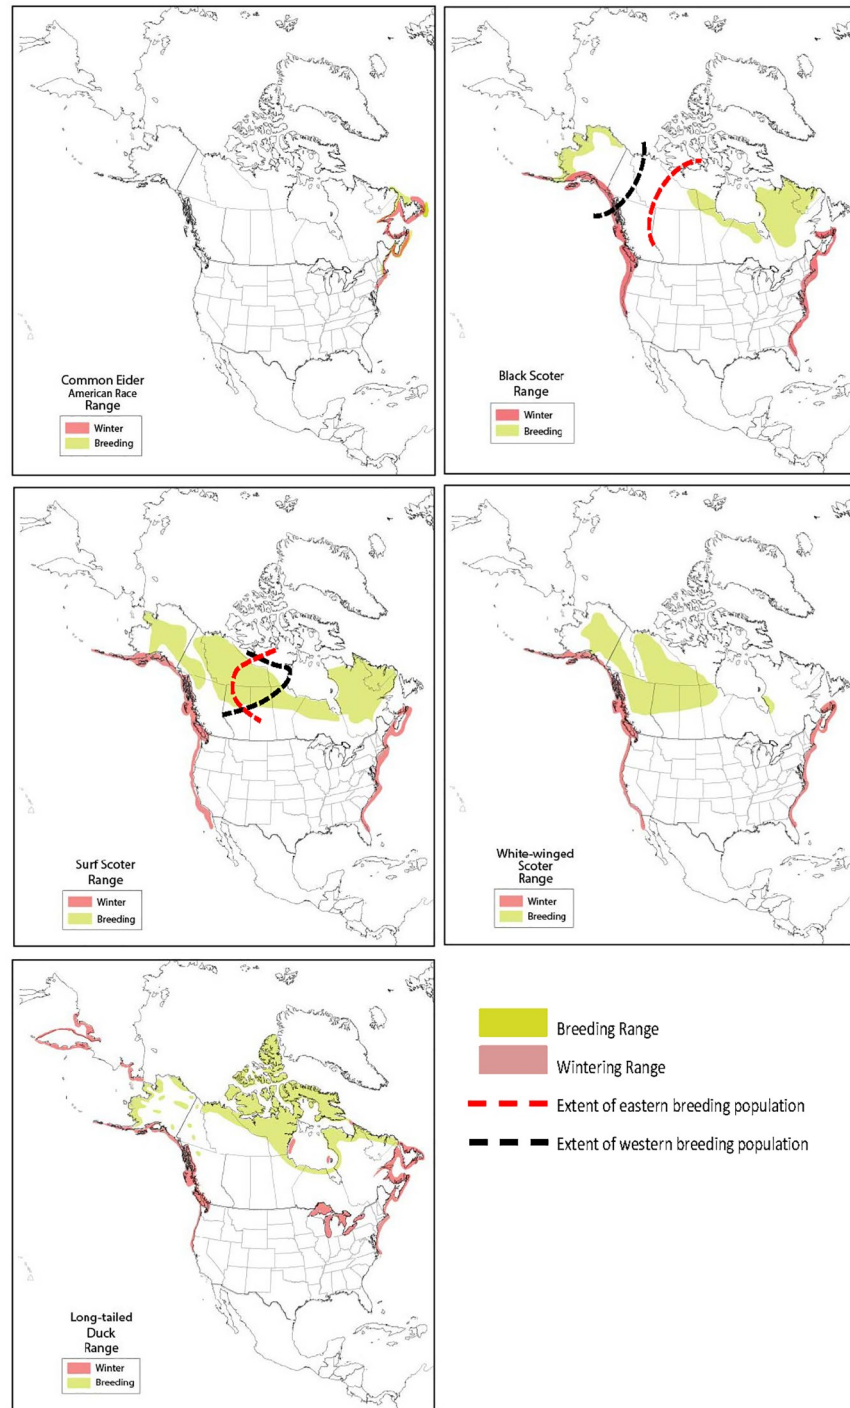 Common Eider
American Race
Range
Winter
Breeding
Black Scoter
Range
Winter
Breeding
Surf Scoter
Range
Winter
Breeding
White-winged
Scoter
Range
Winter
Breeding
Long-tailed
Duck
Range
Winter
Breeding
Breeding Range
Wintering Range
Extent of eastern breeding population
Extent of western breeding population